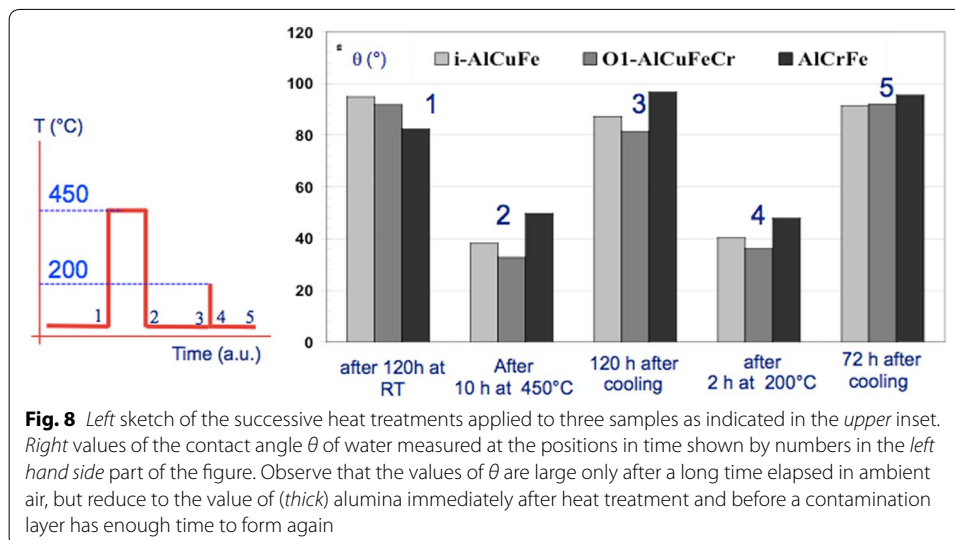 T (°C)
450
200
1
2
3
4
5
Time (a.u.)
120
100
80
60
40
20
0
θ (°)
i-AlCuFe
O1-AlCuFeCr
AlCrFe
1
2
3
4
5
after 120h at
RT
After
10 h at 450°C
120 h after
cooling
after
2 h at 200°C
72 h after
cooling
Fig. 8 Left sketch of the successive heat treatments applied to three samples as indicated in the upper inset.
Right values of the contact angle θ of water measured at the positions in time shown by numbers in the left
hand side part of the figure. Observe that the values of θ are large only after a long time elapsed in ambient
air, but reduce to the value of (thick) alumina immediately after heat treatment and before a contamination
layer has enough time to form again